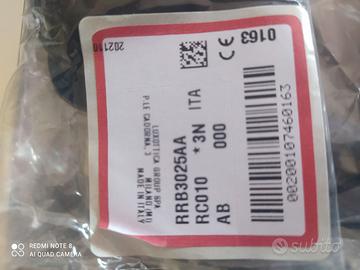 202110
CE 0163
LUXOTTICA GROUP SPA
P.LE CADORNA, 3
MILANO (MI)
MADE IN ITALY
RRB3025AA
RC010 * 3N ITA
AB 000
000200107460163
REDMI NOTE 8
AI QUAD CAMERA
subito